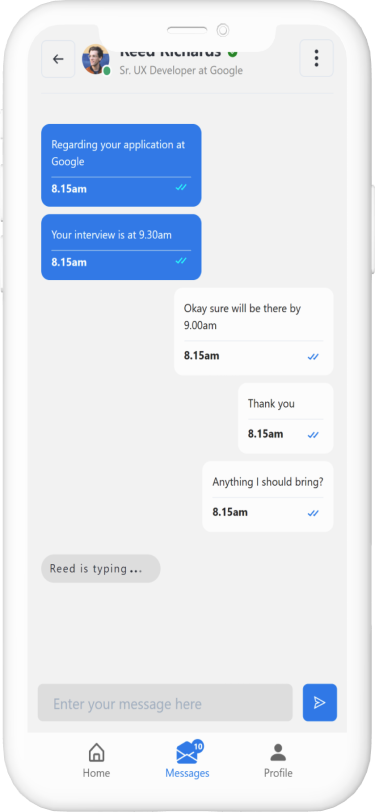 Reed Richards
Sr. UX Developer at Google
Regarding your application at
Google
8.15am
Your interview is at 9.30am
8.15am
Okay sure will be there by
9.00am
8.15am
Thank you
8.15am
Anything I should bring?
8.15am
Reed is typing...
Enter your message here
10
Home
Messages
Profile